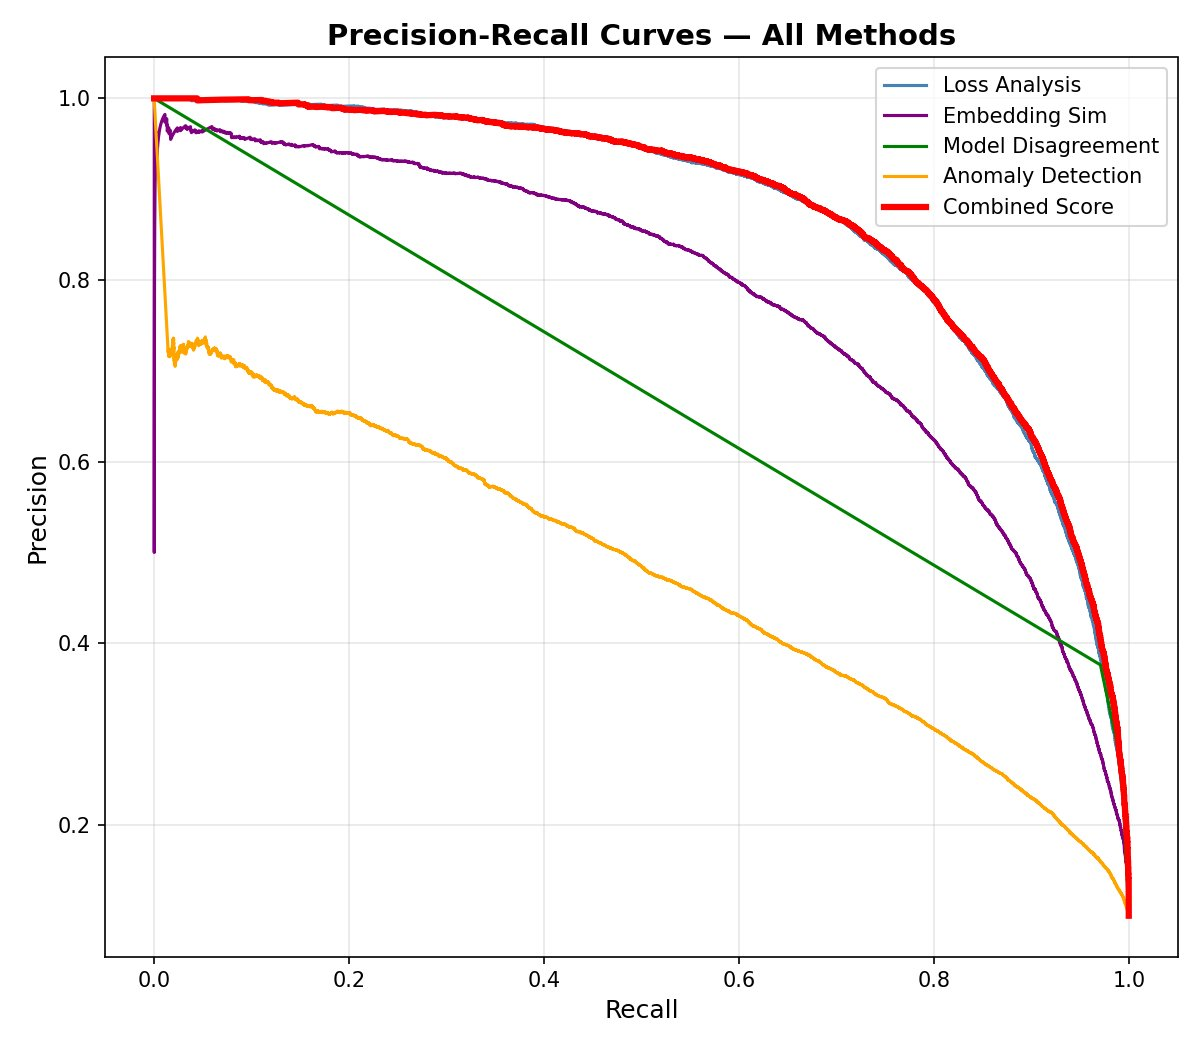 Precision-Recall Curves — All Methods
Loss Analysis
Embedding Sim
Model Disagreement
Anomaly Detection
Combined Score
Precision
1.0
0.8
0.6
0.4
0.2
0.0 0.2 0.4 0.6 0.8 1.0
Recall